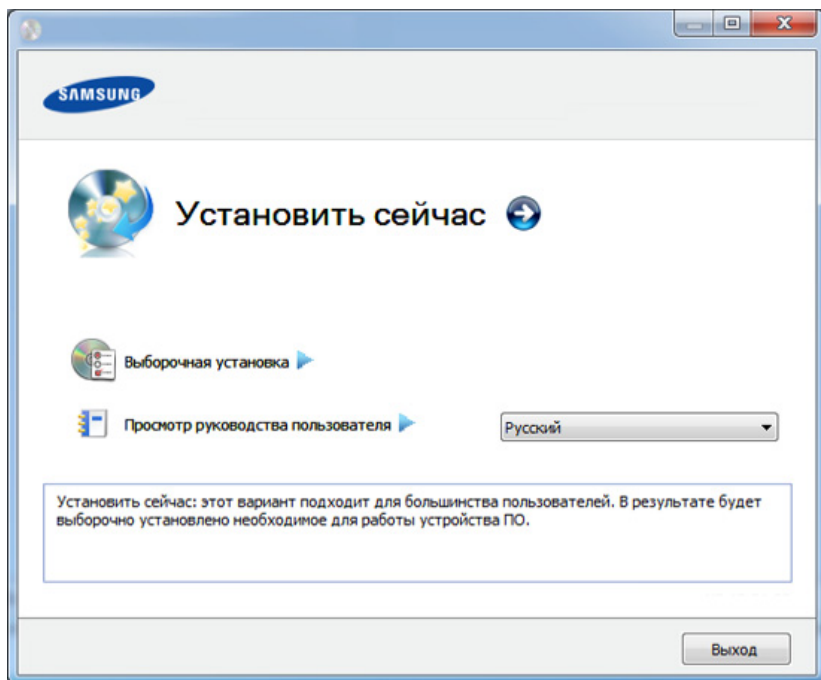 SAMSUNG
Установить сейчас
Выборочная установка
Просмотр руководства пользователя
Русский
Установить сейчас: этот вариант подходит для большинства пользователей. В результате будет
выборочно установлено необходимое для работы устройства ПО.
Выход